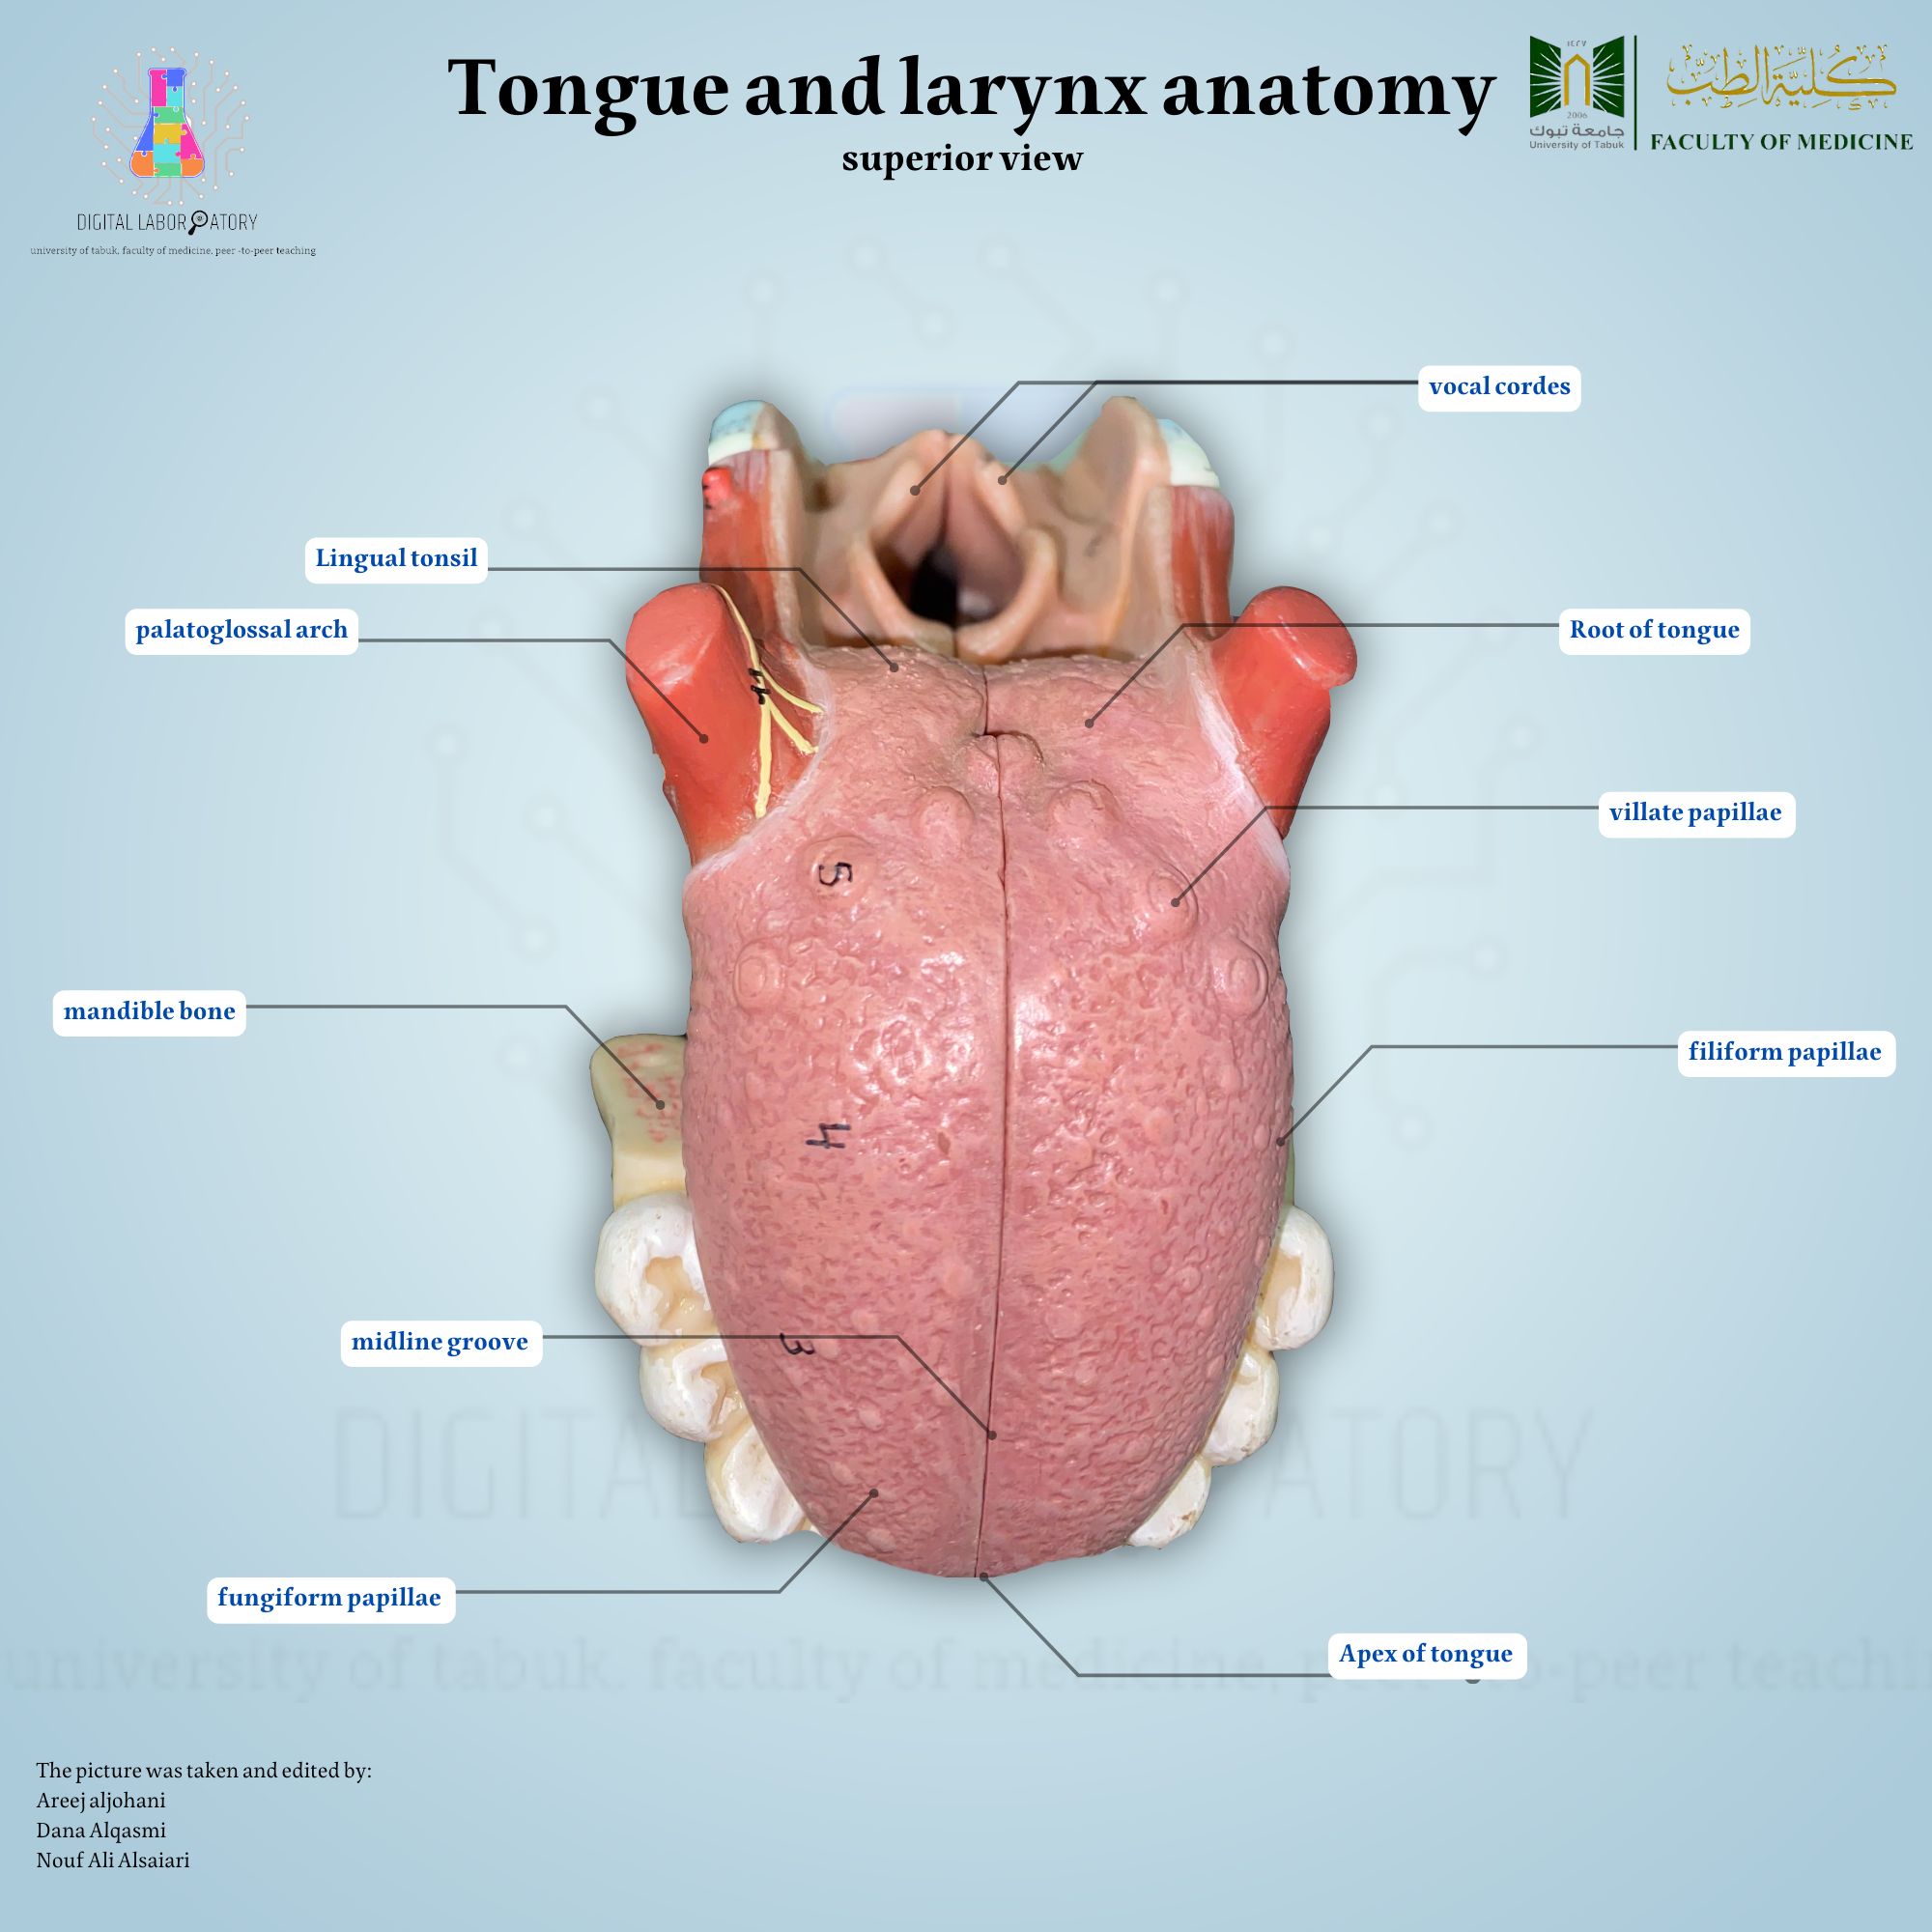 Tongue and larynx anatomy
superior view
DIGITAL LABORATORY
university of tabuk, faculty of medicine, peer -to-peer teaching
١٤٢٧
2006
جامعة تبوك
University of Tabuk
كلية الطب
FACULTY OF MEDICINE
vocal cordes
Lingual tonsil
palatoglossal arch
Root of tongue
villate papillae
mandible bone
filiform papillae
midline groove
fungiform papillae
Apex of tongue
5
4
3
DIGITAL LABORATORY
university of tabuk, faculty of medicine, peer -to-peer teachi
The picture was taken and edited by:
Areej aljohani
Dana Alqasmi
Nouf Ali Alsaiari